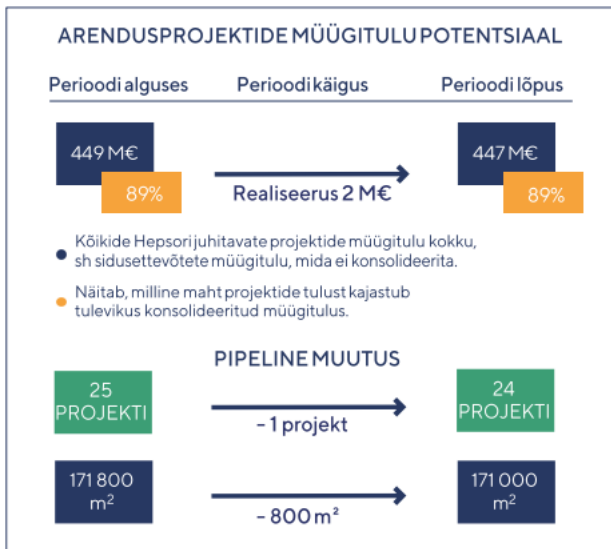 ARENDUSPROJEKTIDE MÜÜGITULU POTENTSIAAL
Perioodi alguses Perioodi käigus Perioodi lõpus
449 M€ 447 M€
89% Realiseerus 2 M€ 89%
Kõikide Hepsori juhitavate projektide müügitulu kokku,
sh sidusettevõtete müügitulu, mida ei konsolideerita.
Näitab, milline maht projektide tulust kajastub
tulevikus konsolideeritud müügitulus.
PIPELINE MUUTUS
25 24
PROJEKTI PROJEKTI
– 1 projekt
171 800 171 000
m² m²
– 800 m²